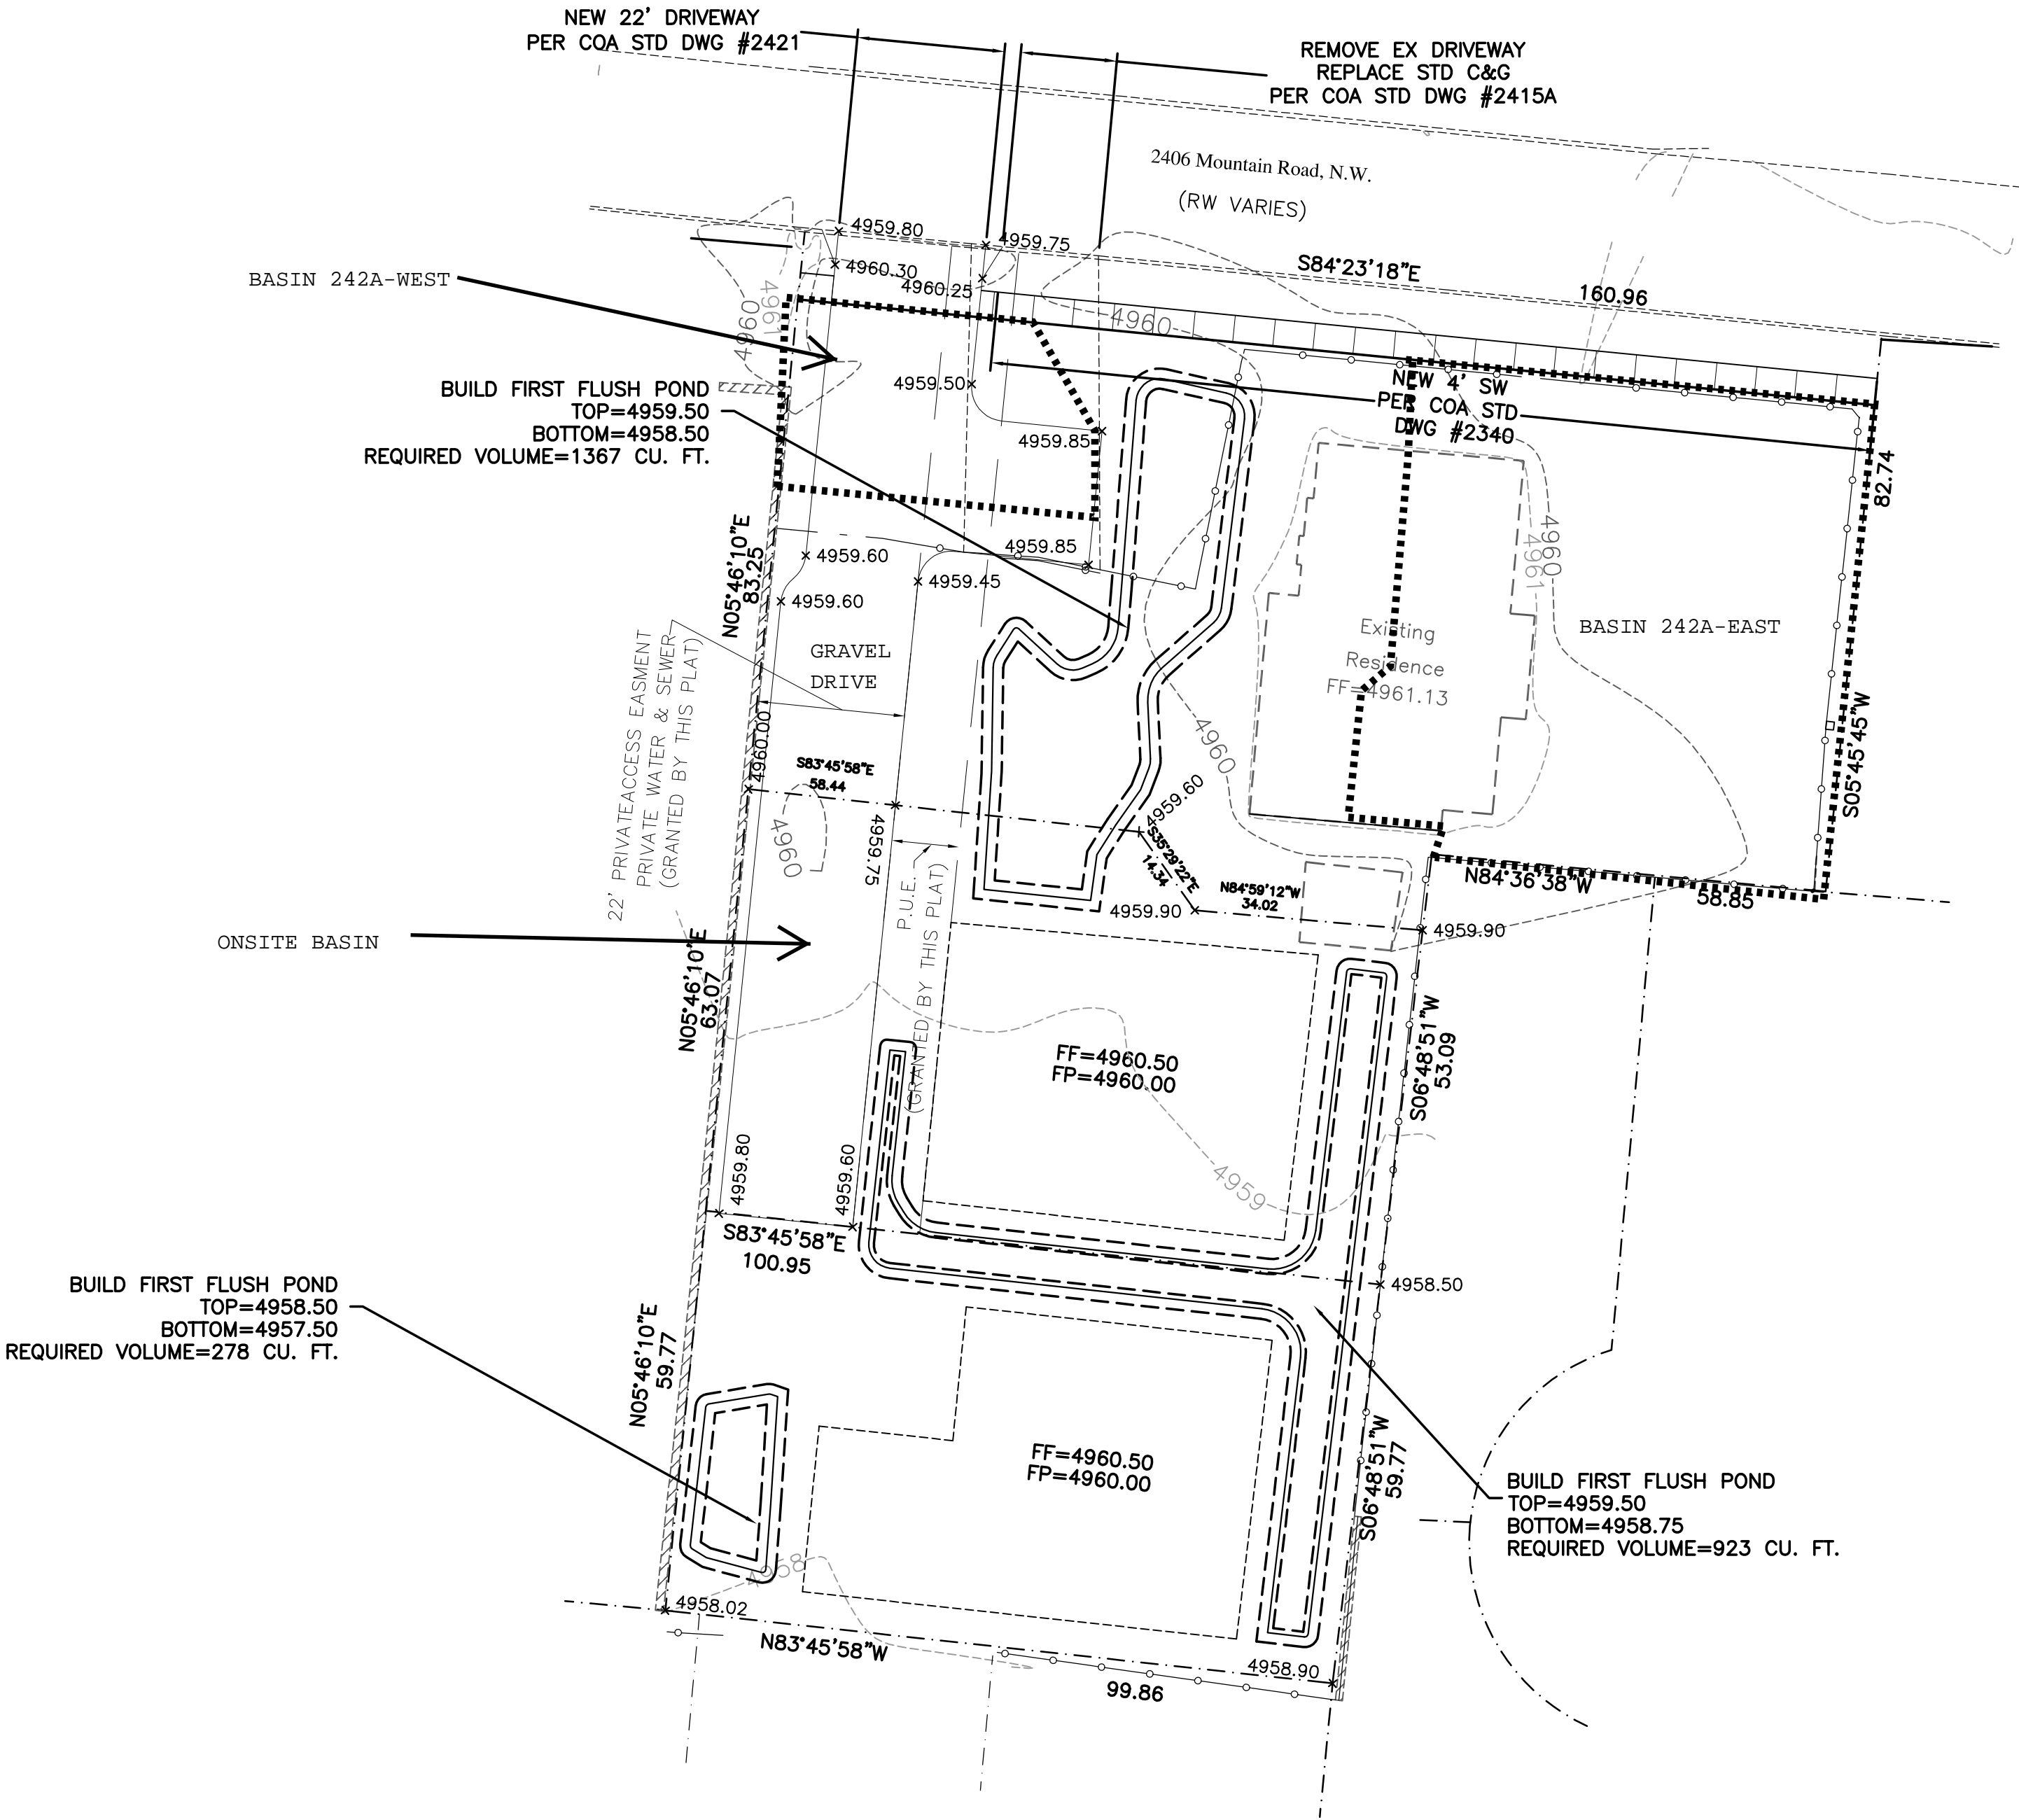 NEW 22' DRIVEWAY
PER COA STD DWG #2421
REMOVE EX DRIVEWAY
REPLACE STD C&G
PER COA STD DWG #2415A
2406 Mountain Road, N.W.
(RW VARIES)
4959.80
4959.75
4960.30
4960.25
S84°23'18"E
160.96
BASIN 242A-WEST
4960
4961
4960
BUILD FIRST FLUSH POND
TOP=4959.50
BOTTOM=4958.50
REQUIRED VOLUME=1367 CU. FT.
4959.50
4959.85
NEW 4' SW
PER COA STD
DWG #2340
82.74
N05°46'10"E
83.25
4959.60
4959.85
4959.45
4959.60
4960
4961
GRAVEL
DRIVE
Existing
Residence
FF=4961.13
BASIN 242A-EAST
22' PRIVATEACCESS EASMENT
PRIVATE WATER & SEWER
(GRANTED BY THIS PLAT)
4960.00
S83°45'58"E
58.44
4960
4960
4959.75
4959.60
S35°29'22"E
14.34
N84°59'12"W
34.02
S05°45'45"W
N84°36'38"W
58.85
P.U.E.
(GRANTED BY THIS PLAT)
4959.90
4959.90
ONSITE BASIN
N05°46'10"E
63.07
FF=4960.50
FP=4960.00
S06°48'51"W
53.09
4959
4959.80
4959.60
S83°45'58"E
100.95
4958.50
BUILD FIRST FLUSH POND
TOP=4958.50
BOTTOM=4957.50
REQUIRED VOLUME=278 CU. FT.
N05°46'10"E
59.77
FF=4960.50
FP=4960.00
S06°48'51"W
59.77
BUILD FIRST FLUSH POND
TOP=4959.50
BOTTOM=4958.75
REQUIRED VOLUME=923 CU. FT.
4958
4958.02
N83°45'58"W
4958.90
99.86